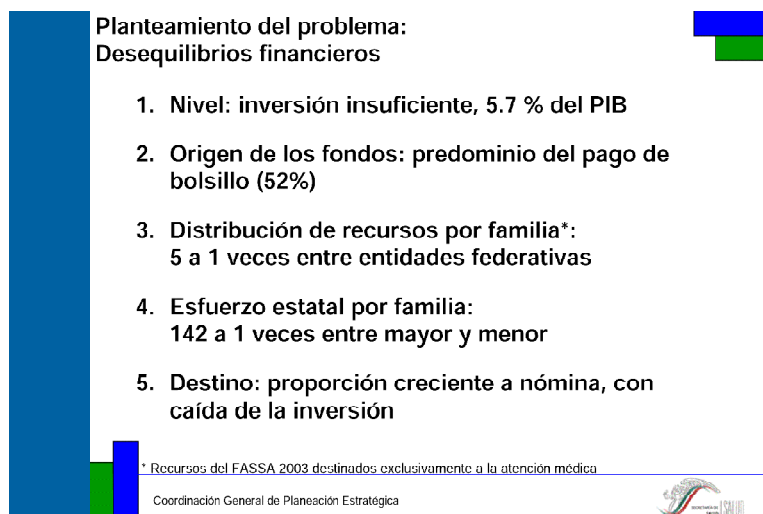 Planteamiento del problema:
Desequilibrios financieros
1. Nivel: inversión insuficiente, 5.7 % del PIB
2. Origen de los fondos: predominio del pago de
bolsillo (52%)
3. Distribución de recursos por familia*:
5 a 1 veces entre entidades federativas
4. Esfuerzo estatal por familia:
142 a 1 veces entre mayor y menor
5. Destino: proporción creciente a nómina, con
caída de la inversión
* Recursos del FASSA 2003 destinados exclusivamente a la atención médica
Coordinación General de Planeación Estratégica
SALUD